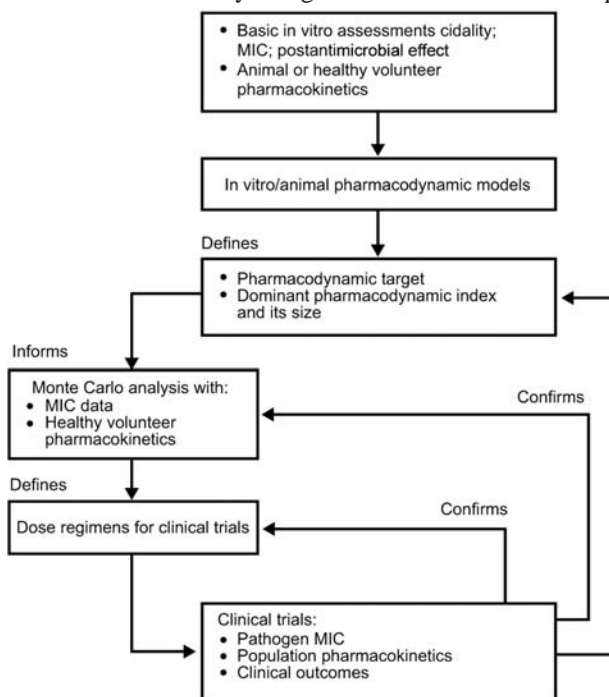 • Basic in vitro assessments cidality;
MIC; postantimicrobial effect
• Animal or healthy volunteer
pharmacokinetics
In vitro/animal pharmacodynamic models
Defines
• Pharmacodynamic target
• Dominant pharmacodynamic index
and its size
Informs
Monte Carlo analysis with:
• MIC data
• Healthy volunteer
pharmacokinetics
Confirms
Defines
Dose regimens for clinical trials
Confirms
Clinical trials:
• Pathogen MIC
• Population pharmacokinetics
• Clinical outcomes